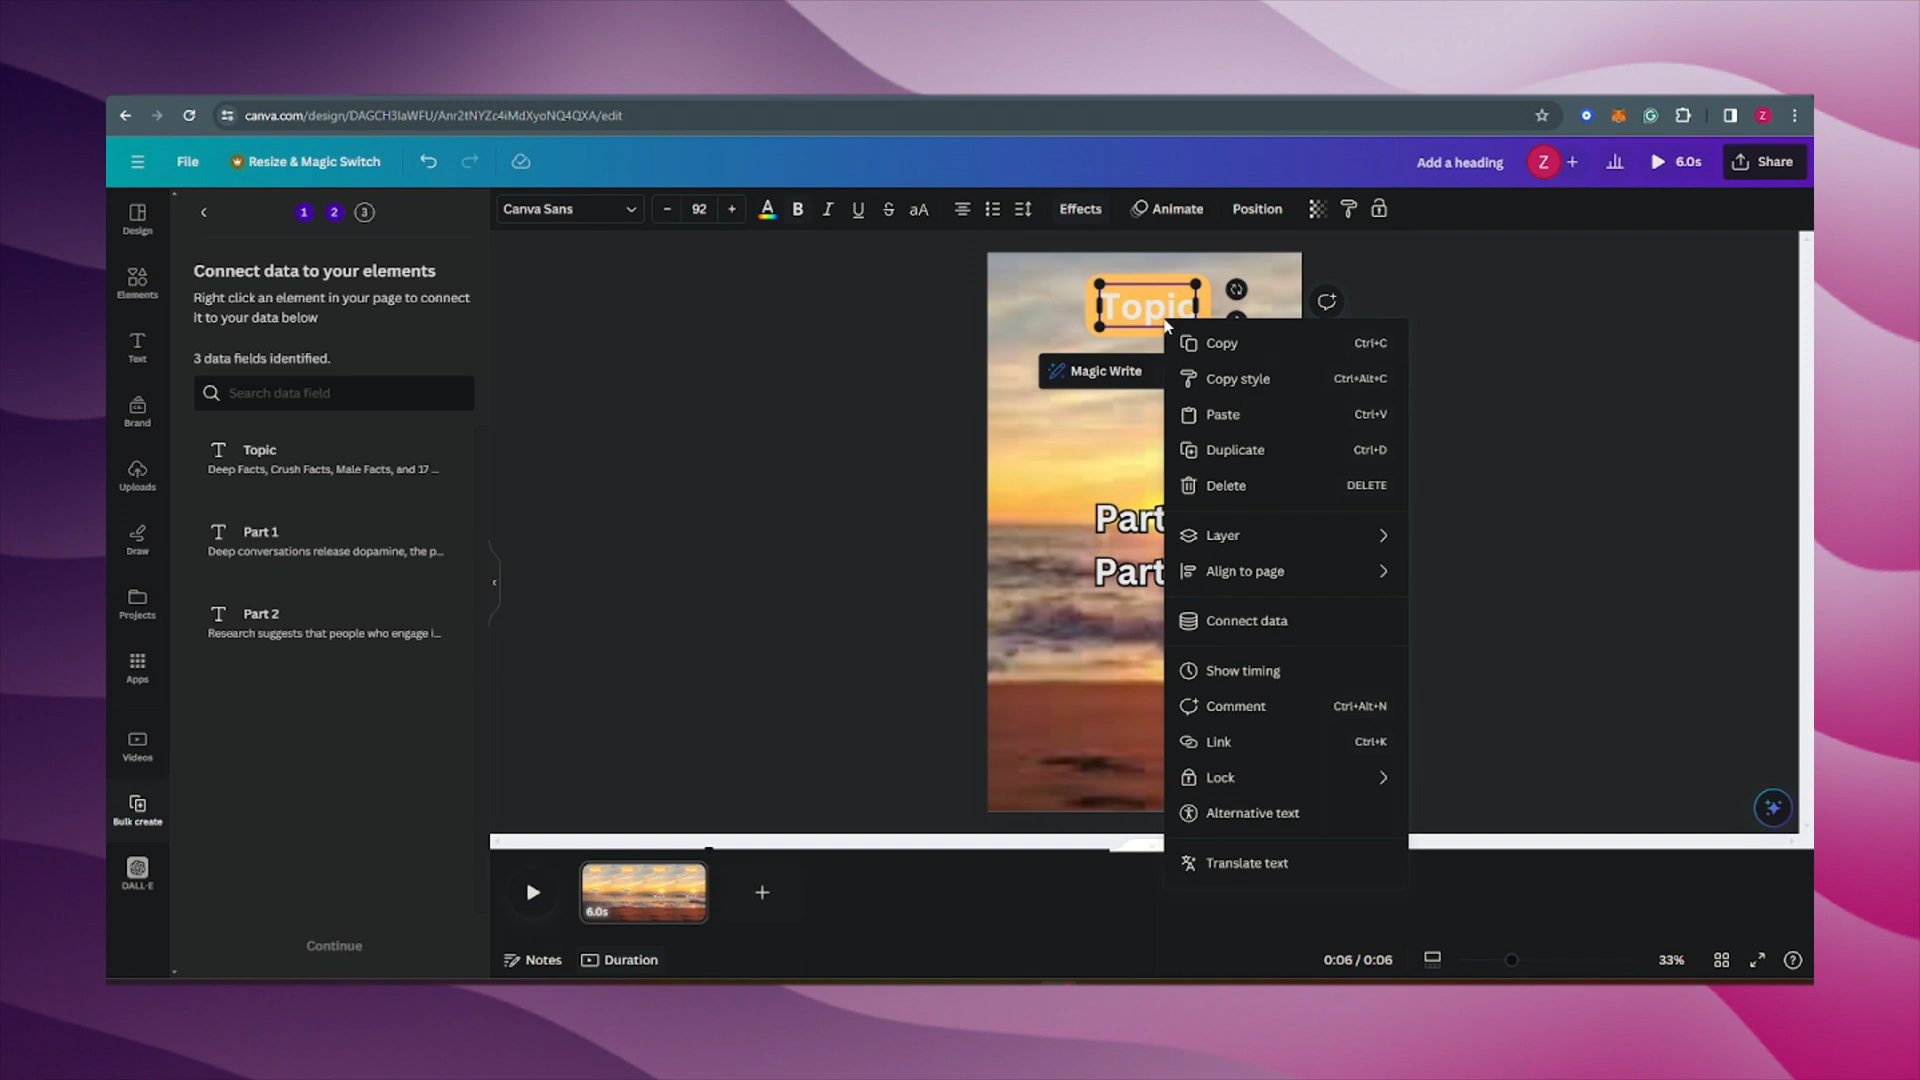 canva.com/design/DAGCH3IaWFU/Anr2tNYZc4iMdXyoNQ4QXA/edit
Z
File
Resize & Magic Switch
Add a heading
Z
6.0s
Share
Design
Elements
Text
Brand
Uploads
Draw
Projects
Apps
Videos
Bulk create
DALL·E
1 2 3
Connect data to your elements
Right click an element in your page to connect
it to your data below
3 data fields identified.
Search data field
Topic
Deep Facts, Crush Facts, Male Facts, and 17 ...
Part 1
Deep conversations release dopamine, the p...
Part 2
Research suggests that people who engage i...
Continue
Canva Sans
92
A B I U S aA
Effects
Animate
Position
Topic
Magic Write
Part
Part
Copy Ctrl+C
Copy style Ctrl+Alt+C
Paste Ctrl+V
Duplicate Ctrl+D
Delete DELETE
Layer
Align to page
Connect data
Show timing
Comment Ctrl+Alt+N
Link Ctrl+K
Lock
Alternative text
Translate text
6.0s
Notes
Duration
0:06 / 0:06
33%